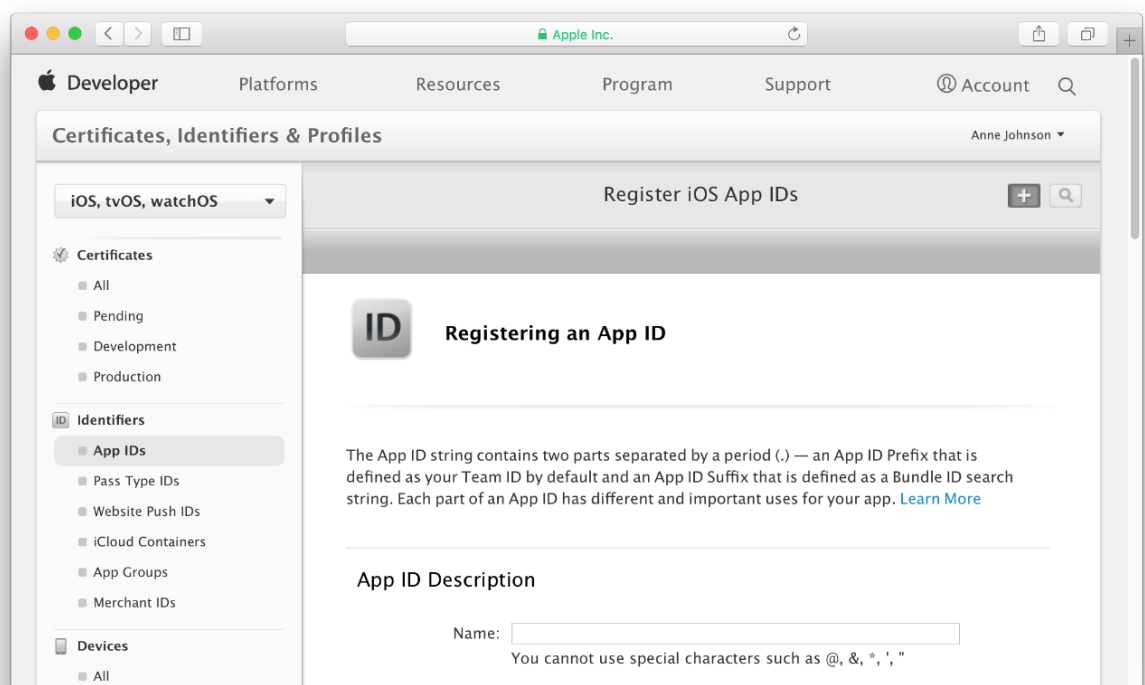 Apple Inc.
Developer
Platforms
Resources
Program
Support
Account
Certificates, Identifiers & Profiles
Anne Johnson
iOS, tvOS, watchOS
Certificates
All
Pending
Development
Production
ID Identifiers
App IDs
Pass Type IDs
Website Push IDs
iCloud Containers
App Groups
Merchant IDs
Devices
All
Register iOS App IDs
ID
Registering an App ID
The App ID string contains two parts separated by a period (.) — an App ID Prefix that is
defined as your Team ID by default and an App ID Suffix that is defined as a Bundle ID search
string. Each part of an App ID has different and important uses for your app. Learn More
App ID Description
Name:
You cannot use special characters such as @, &, *, ', "